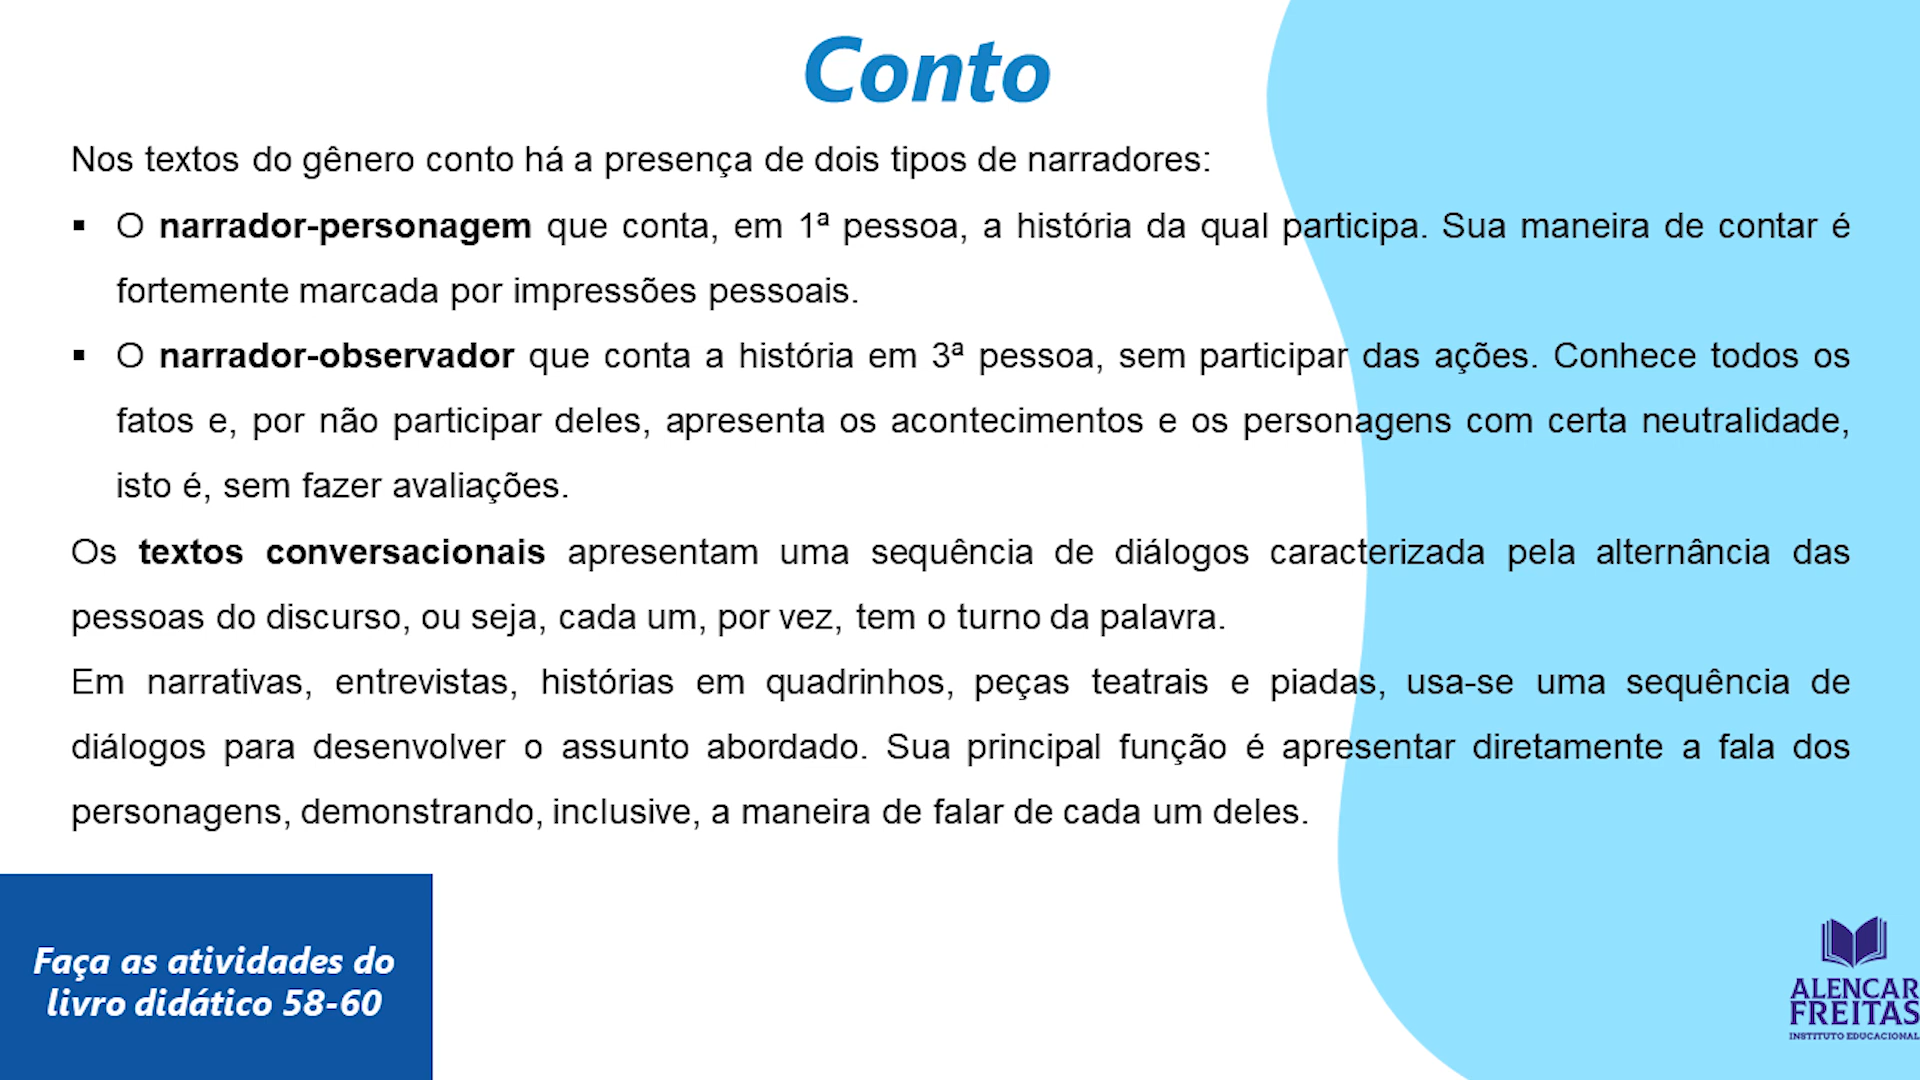 Conto
Nos textos do gênero conto há a presença de dois tipos de narradores:
▪ O narrador-personagem que conta, em 1ª pessoa, a história da qual participa. Sua maneira de contar é
fortemente marcada por impressões pessoais.
▪ O narrador-observador que conta a história em 3ª pessoa, sem participar das ações. Conhece todos os
fatos e, por não participar deles, apresenta os acontecimentos e os personagens com certa neutralidade,
isto é, sem fazer avaliações.
Os textos conversacionais apresentam uma sequência de diálogos caracterizada pela alternância das
pessoas do discurso, ou seja, cada um, por vez, tem o turno da palavra.
Em narrativas, entrevistas, histórias em quadrinhos, peças teatrais e piadas, usa-se uma sequência de
diálogos para desenvolver o assunto abordado. Sua principal função é apresentar diretamente a fala dos
personagens, demonstrando, inclusive, a maneira de falar de cada um deles.
Faça as atividades do
livro didático 58-60
ALENCAR
FREITAS
INSTITUTO EDUCACIONAL